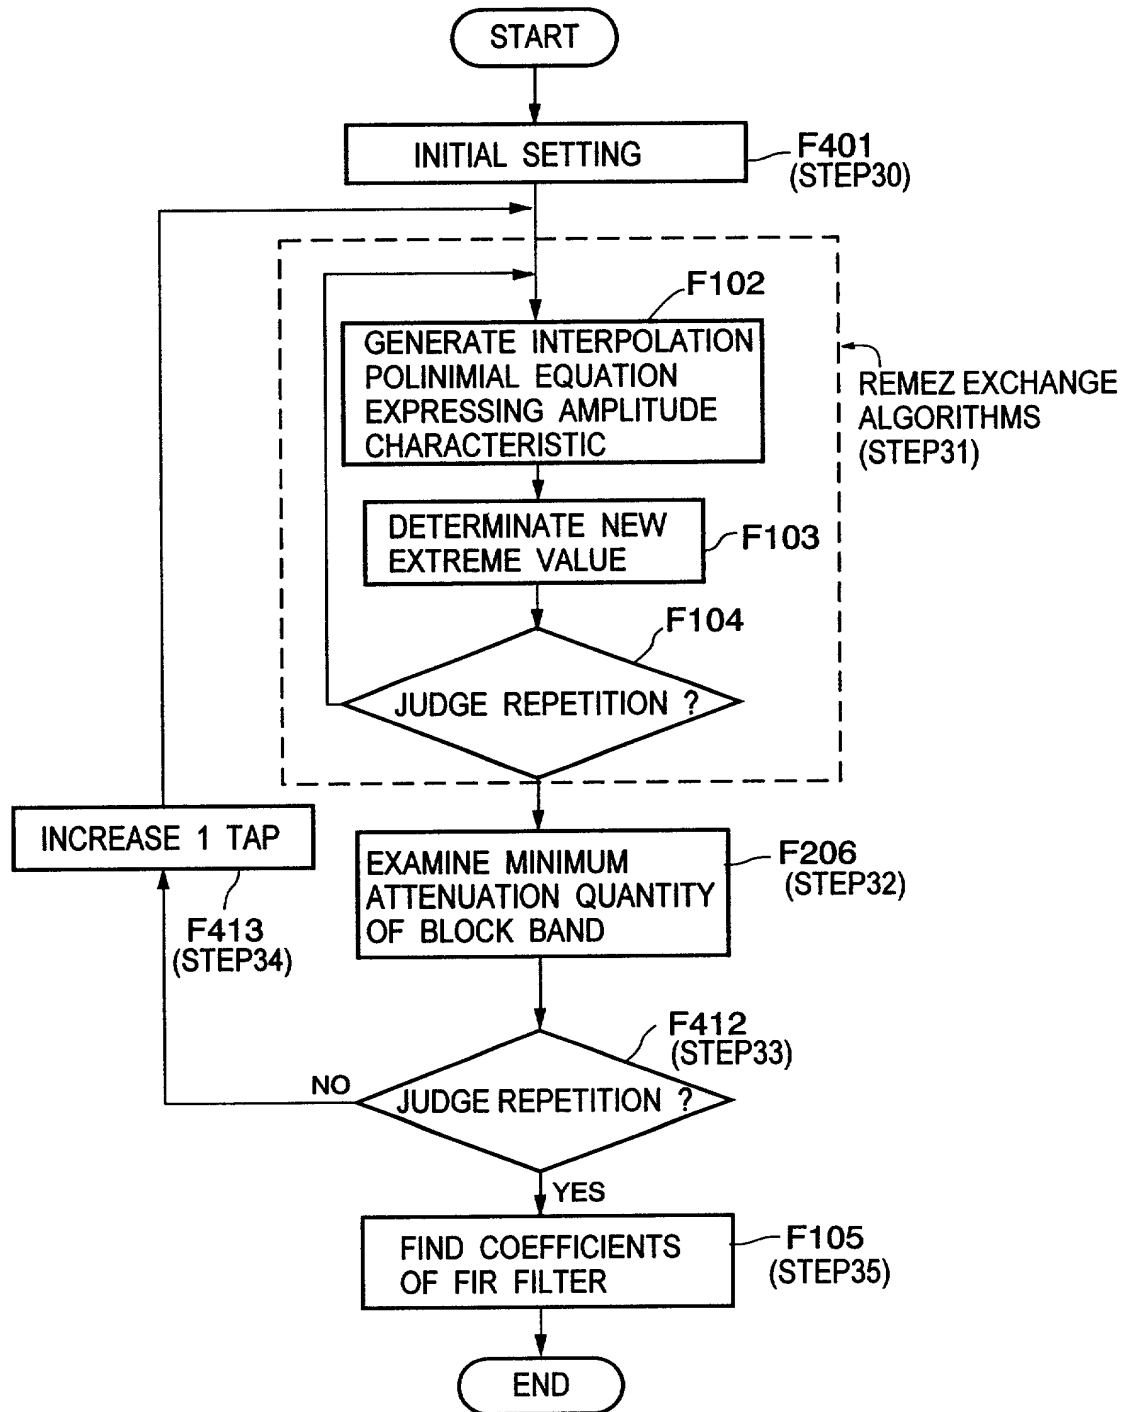 START
INITIAL SETTING
F401
(STEP30)
F102
GENERATE INTERPOLATION
POLINIMIAL EQUATION
EXPRESSING AMPLITUDE
CHARACTERISTIC
REMEZ EXCHANGE
ALGORITHMS
(STEP31)
DETERMINATE NEW
EXTREME VALUE
F103
F104
JUDGE REPETITION ?
INCREASE 1 TAP
F413
(STEP34)
EXAMINE MINIMUM
ATTENUATION QUANTITY
OF BLOCK BAND
F206
(STEP32)
F412
(STEP33)
NO
JUDGE REPETITION ?
YES
FIND COEFFICIENTS
OF FIR FILTER
F105
(STEP35)
END